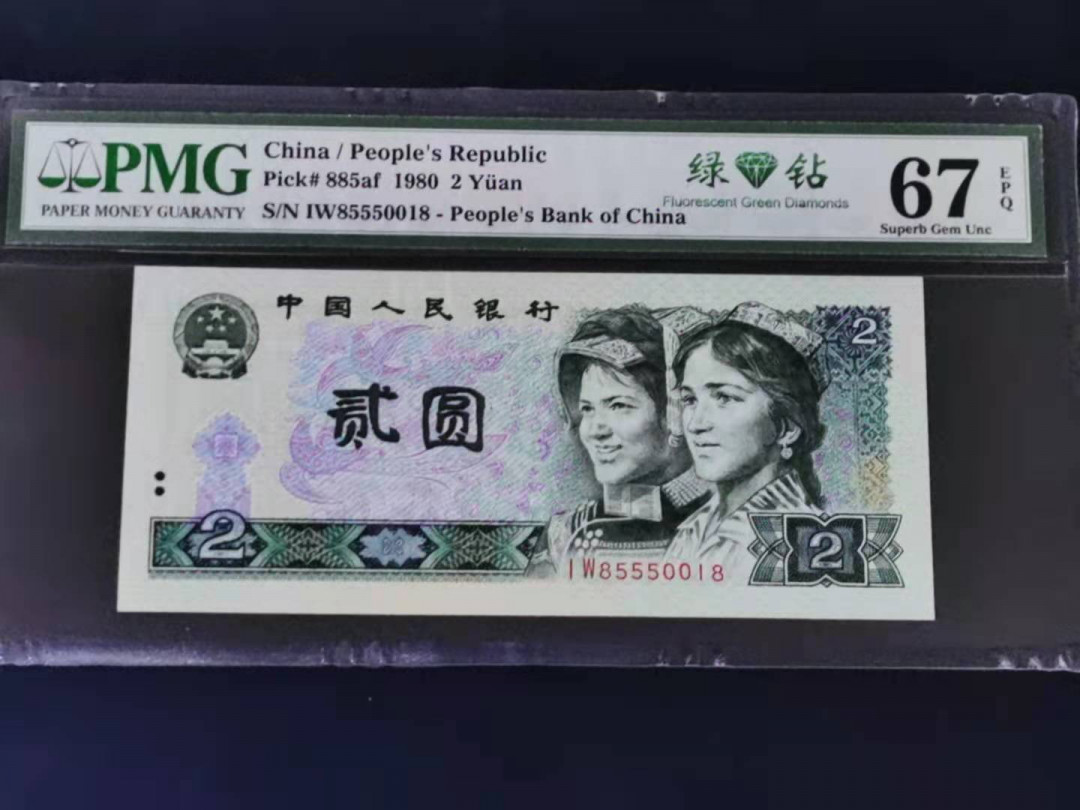 PMG
PAPER MONEY GUARANTY
China / People's Republic
Pick# 885af 1980 2 Yüan
S/N IW85550018 - People's Bank of China
绿钻
Fluorescent Green Diamonds
67
EPQ
Superb Gem Unc
中国人民银行
2
贰圆
2
2
IW85550018